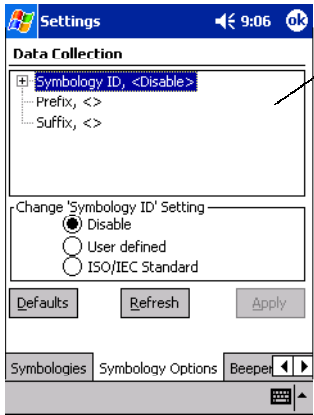 Settings 9:06 ok
Data Collection
Symbology ID, <Disable>
Prefix, <>
Suffix, <>
Change 'Symbology ID' Setting
Disable
User defined
ISO/IEC Standard
Defaults Refresh Apply
Symbologies Symbology Options Beeper